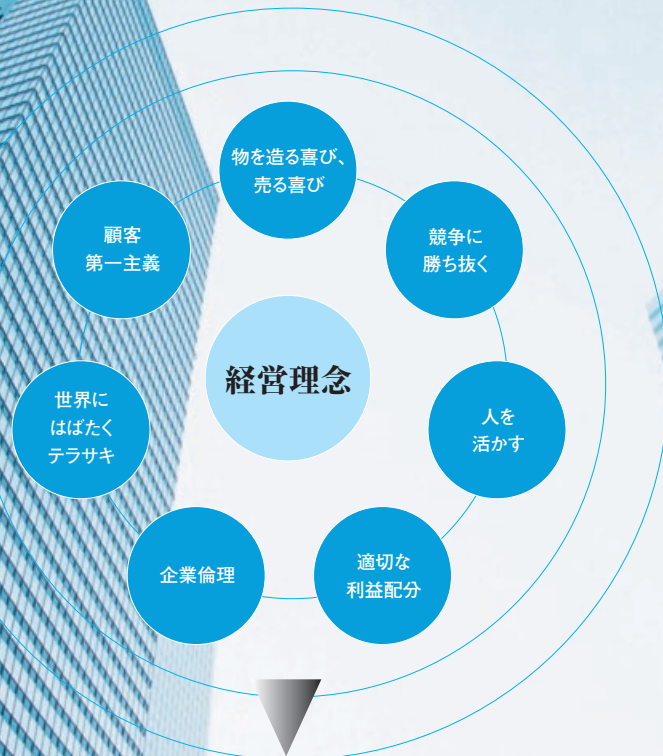 物を造る喜び、
売る喜び
顧客
第一主義
競争に
勝ち抜く
経営理念
世界に
はばたく
テラサキ
人を
活かす
企業倫理
適切な
利益配分